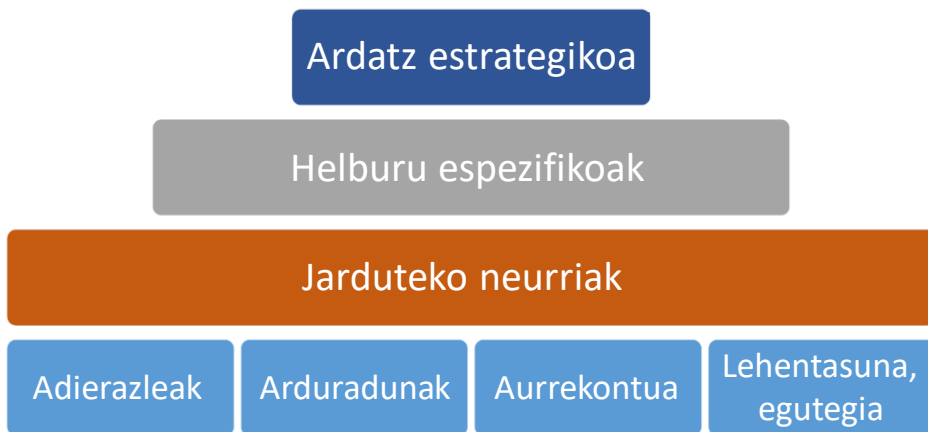 Ardatz estrategikoa
Helburu espezifikoak
Jarduteko neurriak
Adierazleak
Arduradunak
Aurrekontua
Lehentasuna,
egutegia